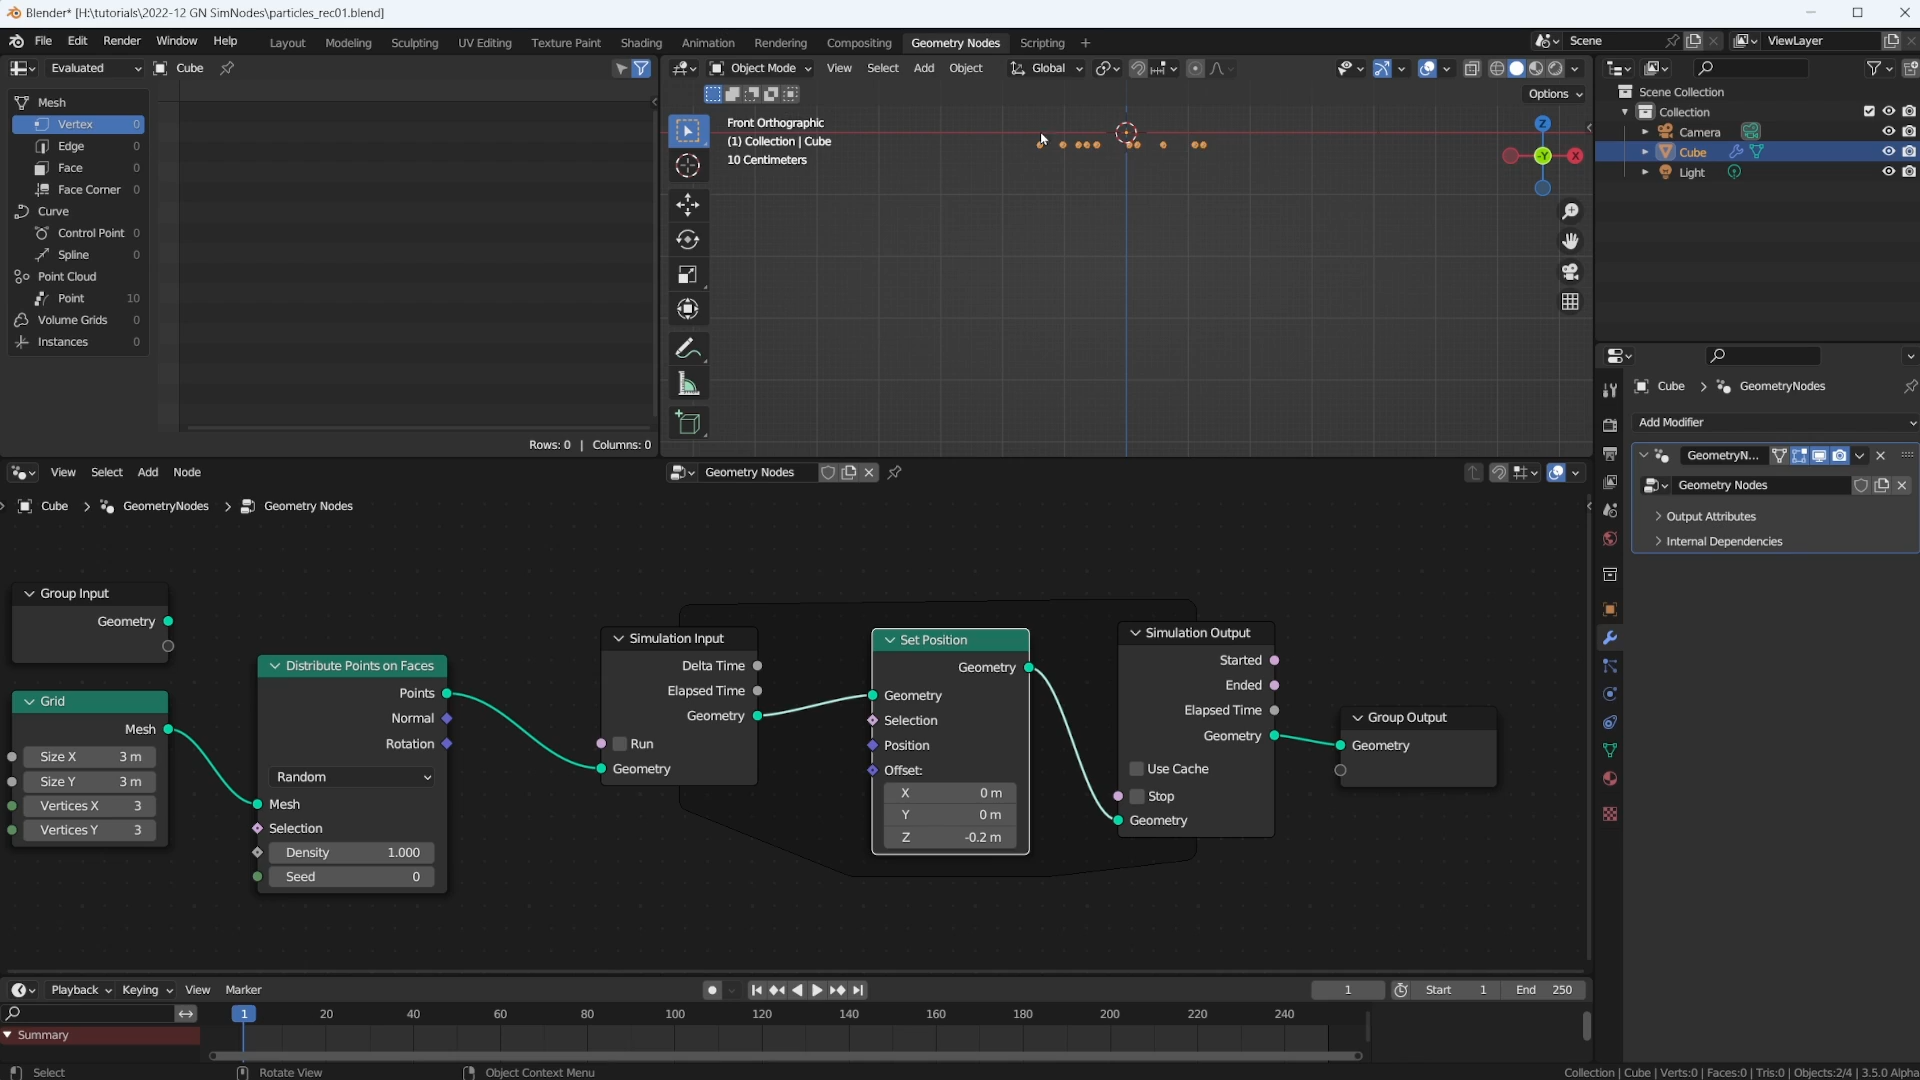 Blender* [H:\tutorials\2022-12 GN SimNodes\particles_rec01.blend]
File Edit Render Window Help Layout Modeling Sculpting UV Editing Texture Paint Shading Animation Rendering Compositing Geometry Nodes Scripting + Scene ViewLayer
Evaluated Cube
Object Mode View Select Add Object Global
Options
Mesh
Vertex 0
Edge 0
Face 0
Face Corner 0
Curve
Control Point 0
Spline 0
Point Cloud
Point 10
Volume Grids 0
Instances 0
Rows: 0 | Columns: 0
Front Orthographic
(1) Collection | Cube
10 Centimeters
Z
-Y
X
Scene Collection
Collection
Camera
Cube
Light
Cube > GeometryNodes
Add Modifier
GeometryN...
Geometry Nodes
Output Attributes
Internal Dependencies
View Select Add Node Geometry Nodes
Cube > GeometryNodes > Geometry Nodes
Group Input
Geometry
Grid
Mesh
Size X 3 m
Size Y 3 m
Vertices X 3
Vertices Y 3
Distribute Points on Faces
Points
Normal
Rotation
Random
Mesh
Selection
Density 1.000
Seed 0
Simulation Input
Delta Time
Elapsed Time
Geometry
Run
Geometry
Set Position
Geometry
Geometry
Selection
Position
Offset:
X 0 m
Y 0 m
Z -0.2 m
Simulation Output
Started
Ended
Elapsed Time
Geometry
Use Cache
Stop
Geometry
Group Output
Geometry
Playback Keying View Marker 1 Start 1 End 250
1 20 40 60 80 100 120 140 160 180 200 220 240
Summary
Select Rotate View Object Context Menu Collection | Cube | Verts:0 | Faces:0 | Tris:0 | Objects:2/4 | 3.5.0 Alpha